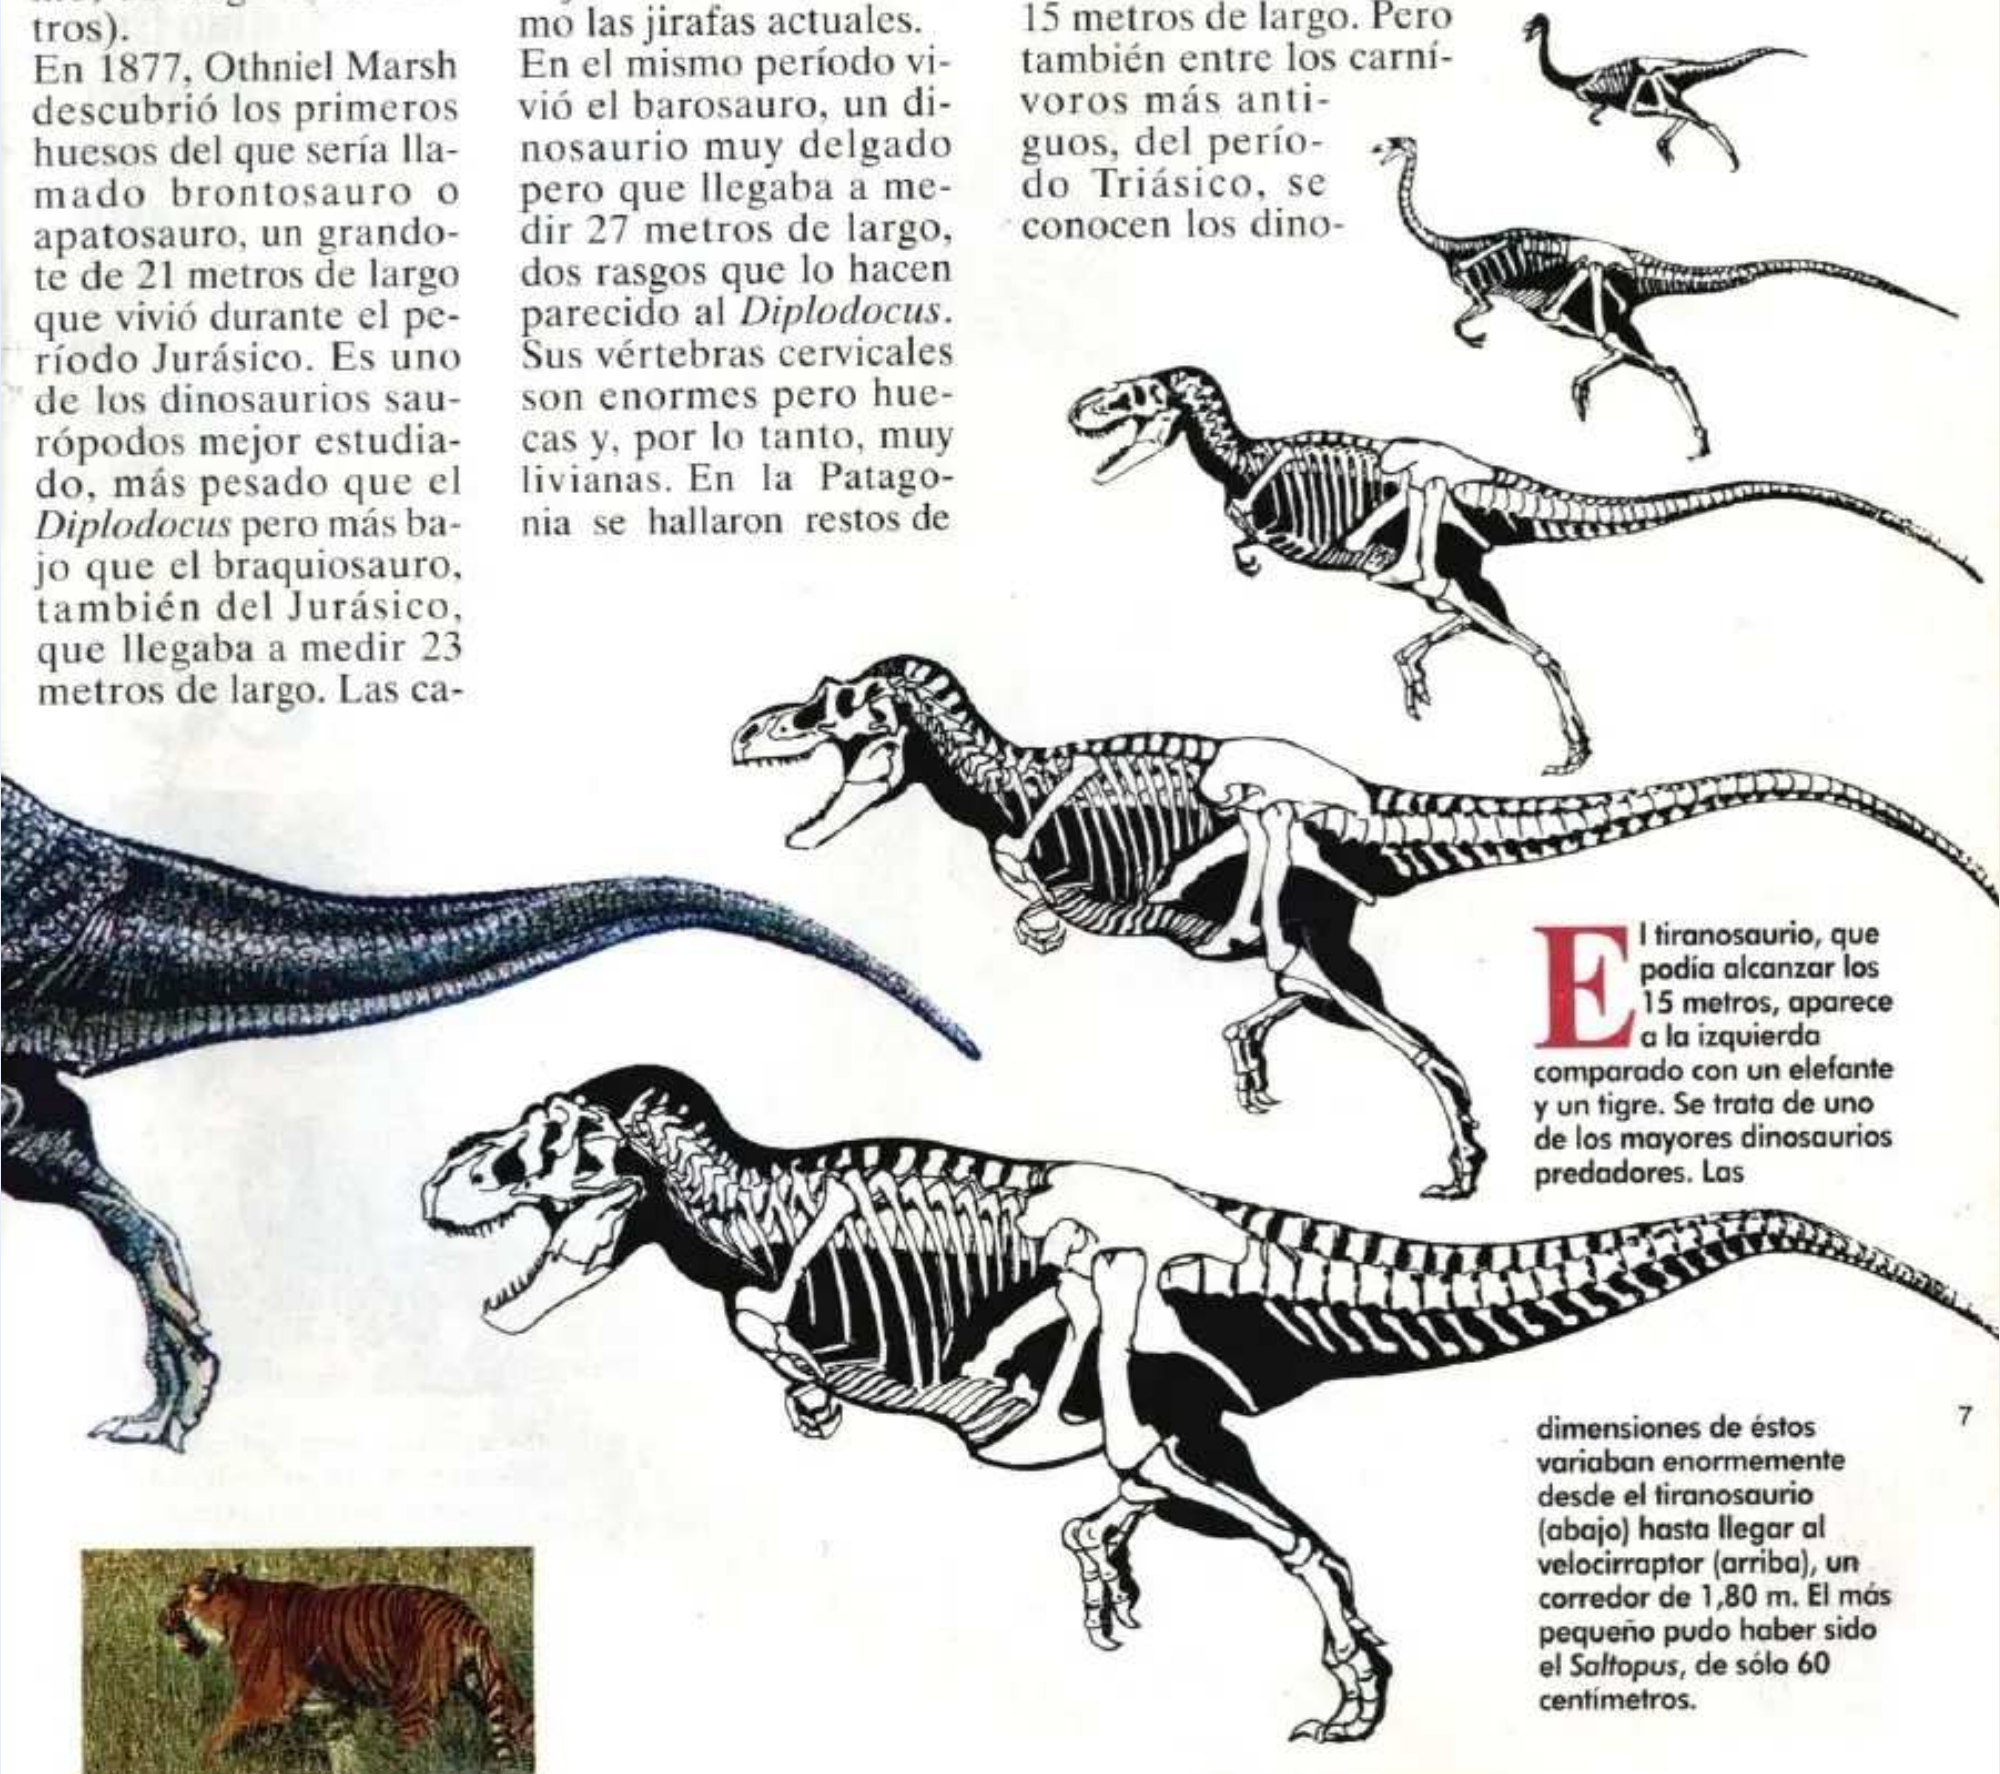 tros).
En 1877, Othniel Marsh
descubrió los primeros
huesos del que sería lla-
mado brontosauro o
apatosauro, un grando-
te de 21 metros de largo
que vivió durante el pe-
ríodo Jurásico. Es uno
de los dinosaurios sau-
rópodos mejor estudia-
do, más pesado que el
Diplodocus pero más ba-
jo que el braquiosauro,
también del Jurásico,
que llegaba a medir 23
metros de largo. Las ca-
mo las jirafas actuales.
En el mismo período vi-
vió el barosauro, un di-
nosaurio muy delgado
pero que llegaba a me-
dir 27 metros de largo,
dos rasgos que lo hacen
parecido al Diplodocus.
Sus vértebras cervicales
son enormes pero hue-
cas y, por lo tanto, muy
livianas. En la Patago-
nia se hallaron restos de
15 metros de largo. Pero
también entre los carní-
voros más anti-
guos, del perío-
do Triásico, se
conocen los dino-
El tiranosaurio, que
podía alcanzar los
15 metros, aparece
a la izquierda
comparado con un elefante
y un tigre. Se trata de uno
de los mayores dinosaurios
predadores. Las
dimensiones de éstos
variaban enormemente
desde el tiranosaurio
(abajo) hasta llegar al
velocirraptor (arriba), un
corredor de 1,80 m. El más
pequeño pudo haber sido
el Saltopus, de sólo 60
centímetros.
7